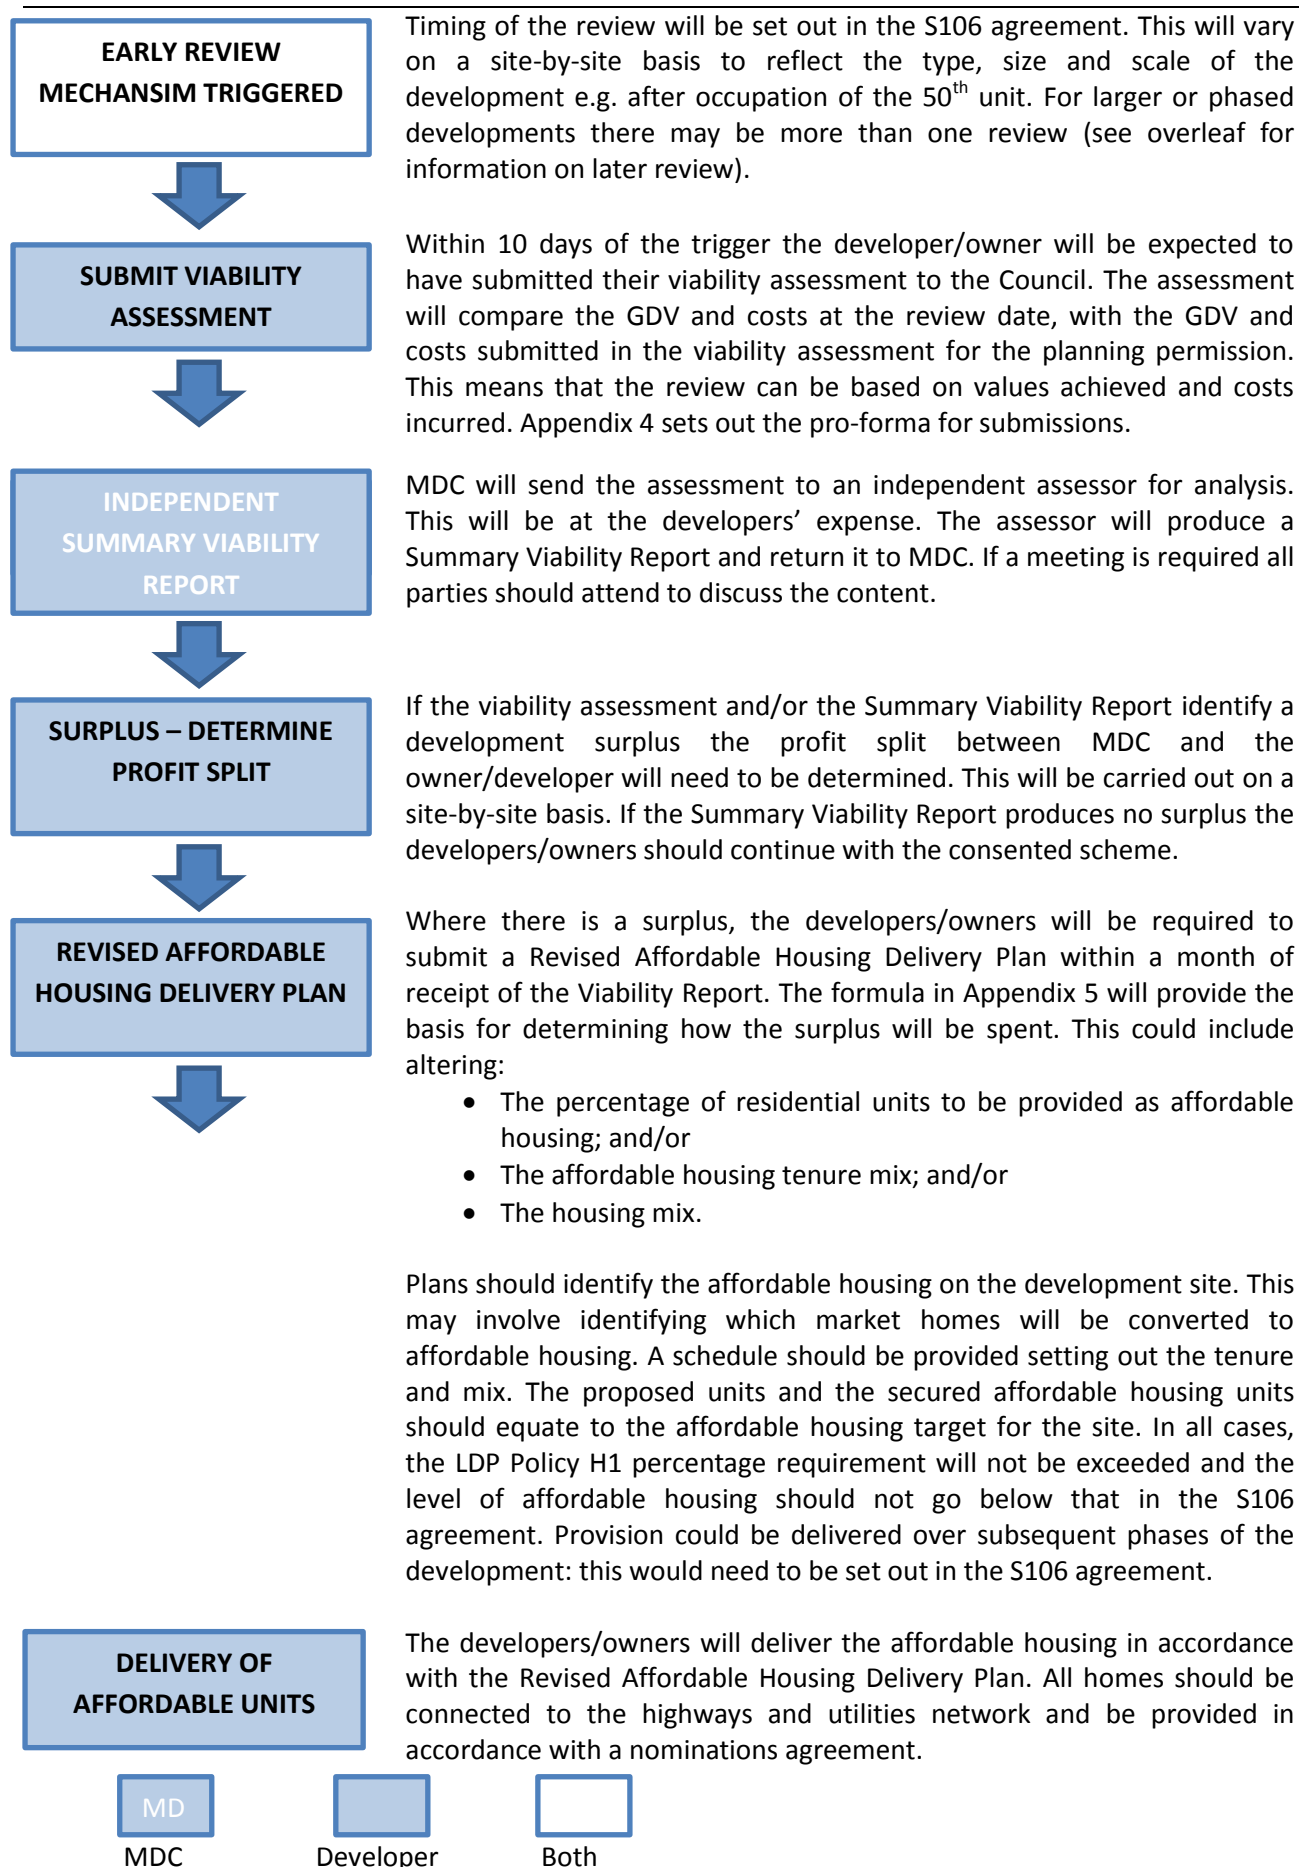 EARLY REVIEW
MECHANSIM TRIGGERED
Timing of the review will be set out in the S106 agreement. This will vary
on a site-by-site basis to reflect the type, size and scale of the
development e.g. after occupation of the 50th unit. For larger or phased
developments there may be more than one review (see overleaf for
information on later review).
SUBMIT VIABILITY
ASSESSMENT
Within 10 days of the trigger the developer/owner will be expected to
have submitted their viability assessment to the Council. The assessment
will compare the GDV and costs at the review date, with the GDV and
costs submitted in the viability assessment for the planning permission.
This means that the review can be based on values achieved and costs
incurred. Appendix 4 sets out the pro-forma for submissions.
INDEPENDENT
SUMMARY VIABILITY
REPORT
MDC will send the assessment to an independent assessor for analysis.
This will be at the developers’ expense. The assessor will produce a
Summary Viability Report and return it to MDC. If a meeting is required all
parties should attend to discuss the content.
SURPLUS – DETERMINE
PROFIT SPLIT
If the viability assessment and/or the Summary Viability Report identify a
development surplus the profit split between MDC and the
owner/developer will need to be determined. This will be carried out on a
site-by-site basis. If the Summary Viability Report produces no surplus the
developers/owners should continue with the consented scheme.
REVISED AFFORDABLE
HOUSING DELIVERY PLAN
Where there is a surplus, the developers/owners will be required to
submit a Revised Affordable Housing Delivery Plan within a month of
receipt of the Viability Report. The formula in Appendix 5 will provide the
basis for determining how the surplus will be spent. This could include
altering:
• The percentage of residential units to be provided as affordable
housing; and/or
• The affordable housing tenure mix; and/or
• The housing mix.
Plans should identify the affordable housing on the development site. This
may involve identifying which market homes will be converted to
affordable housing. A schedule should be provided setting out the tenure
and mix. The proposed units and the secured affordable housing units
should equate to the affordable housing target for the site. In all cases,
the LDP Policy H1 percentage requirement will not be exceeded and the
level of affordable housing should not go below that in the S106
agreement. Provision could be delivered over subsequent phases of the
development: this would need to be set out in the S106 agreement.
DELIVERY OF
AFFORDABLE UNITS
The developers/owners will deliver the affordable housing in accordance
with the Revised Affordable Housing Delivery Plan. All homes should be
connected to the highways and utilities network and be provided in
accordance with a nominations agreement.
MD
MDC Developer Both